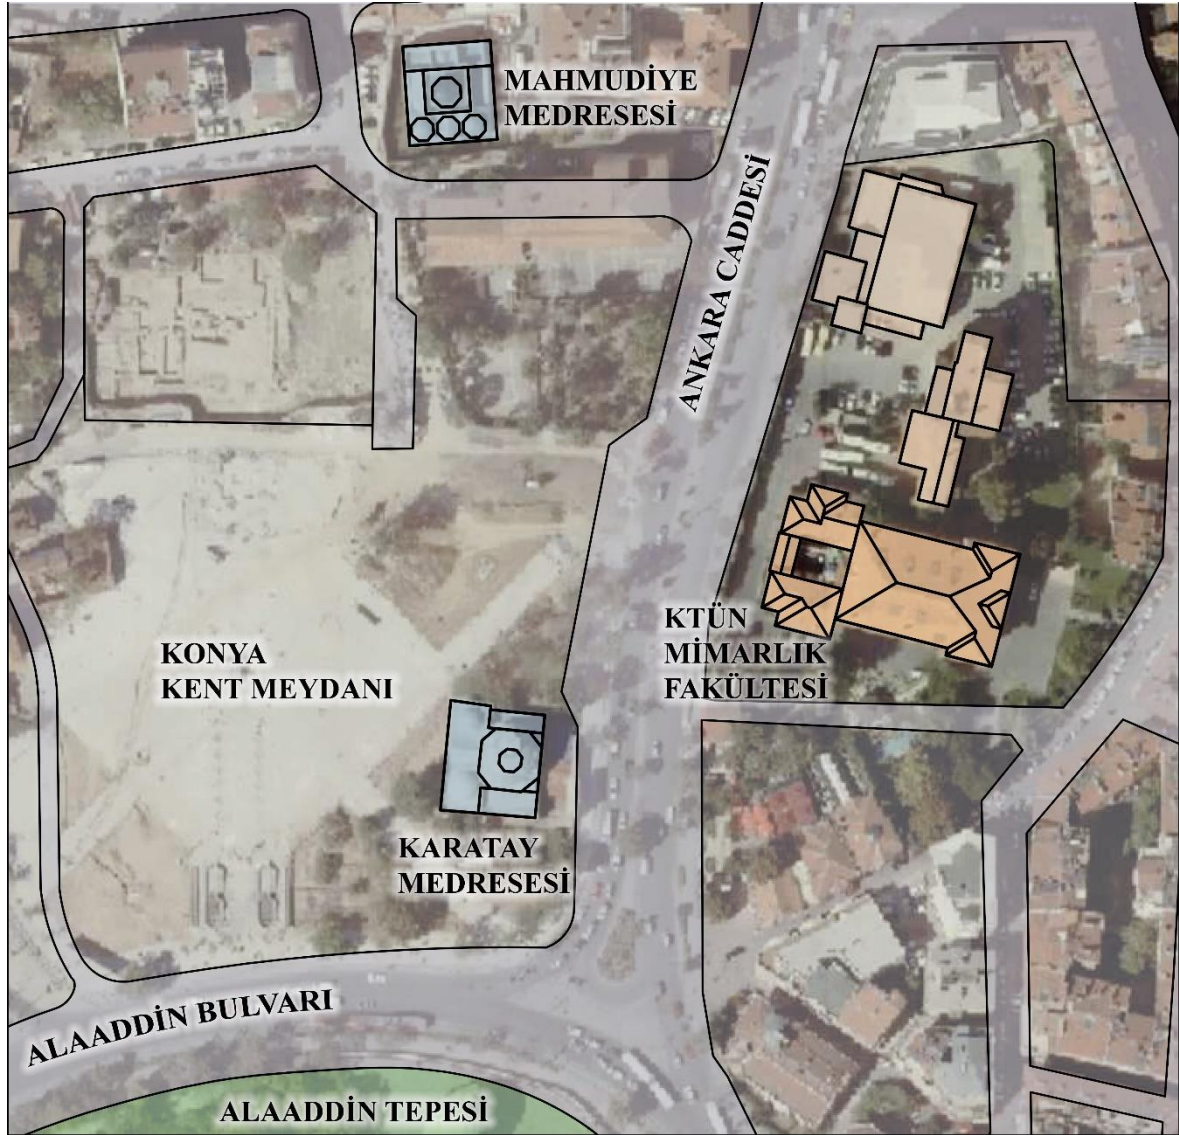 MAHMUDİYE
MEDRESESİ
ANKARA CADDESİ
KTÜN
MİMARLIK
FAKÜLTESİ
KONYA
KENT MEYDANI
KARATAY
MEDRESESİ
ALAADDİN BULVARI
ALAADDİN TEPESİ